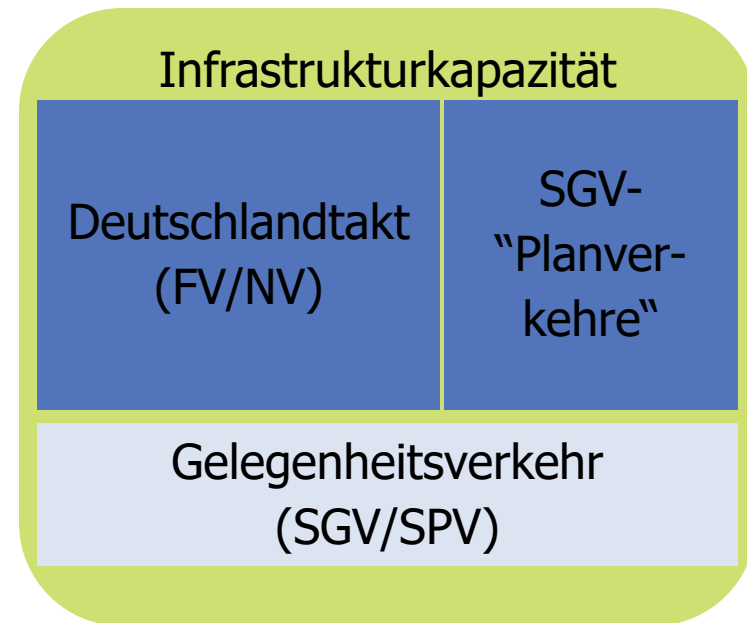 Infrastrukturkapazität
Deutschlandtakt
(FV/NV)
SGV-
“Planver-
kehre“
Gelegenheitsverkehr
(SGV/SPV)